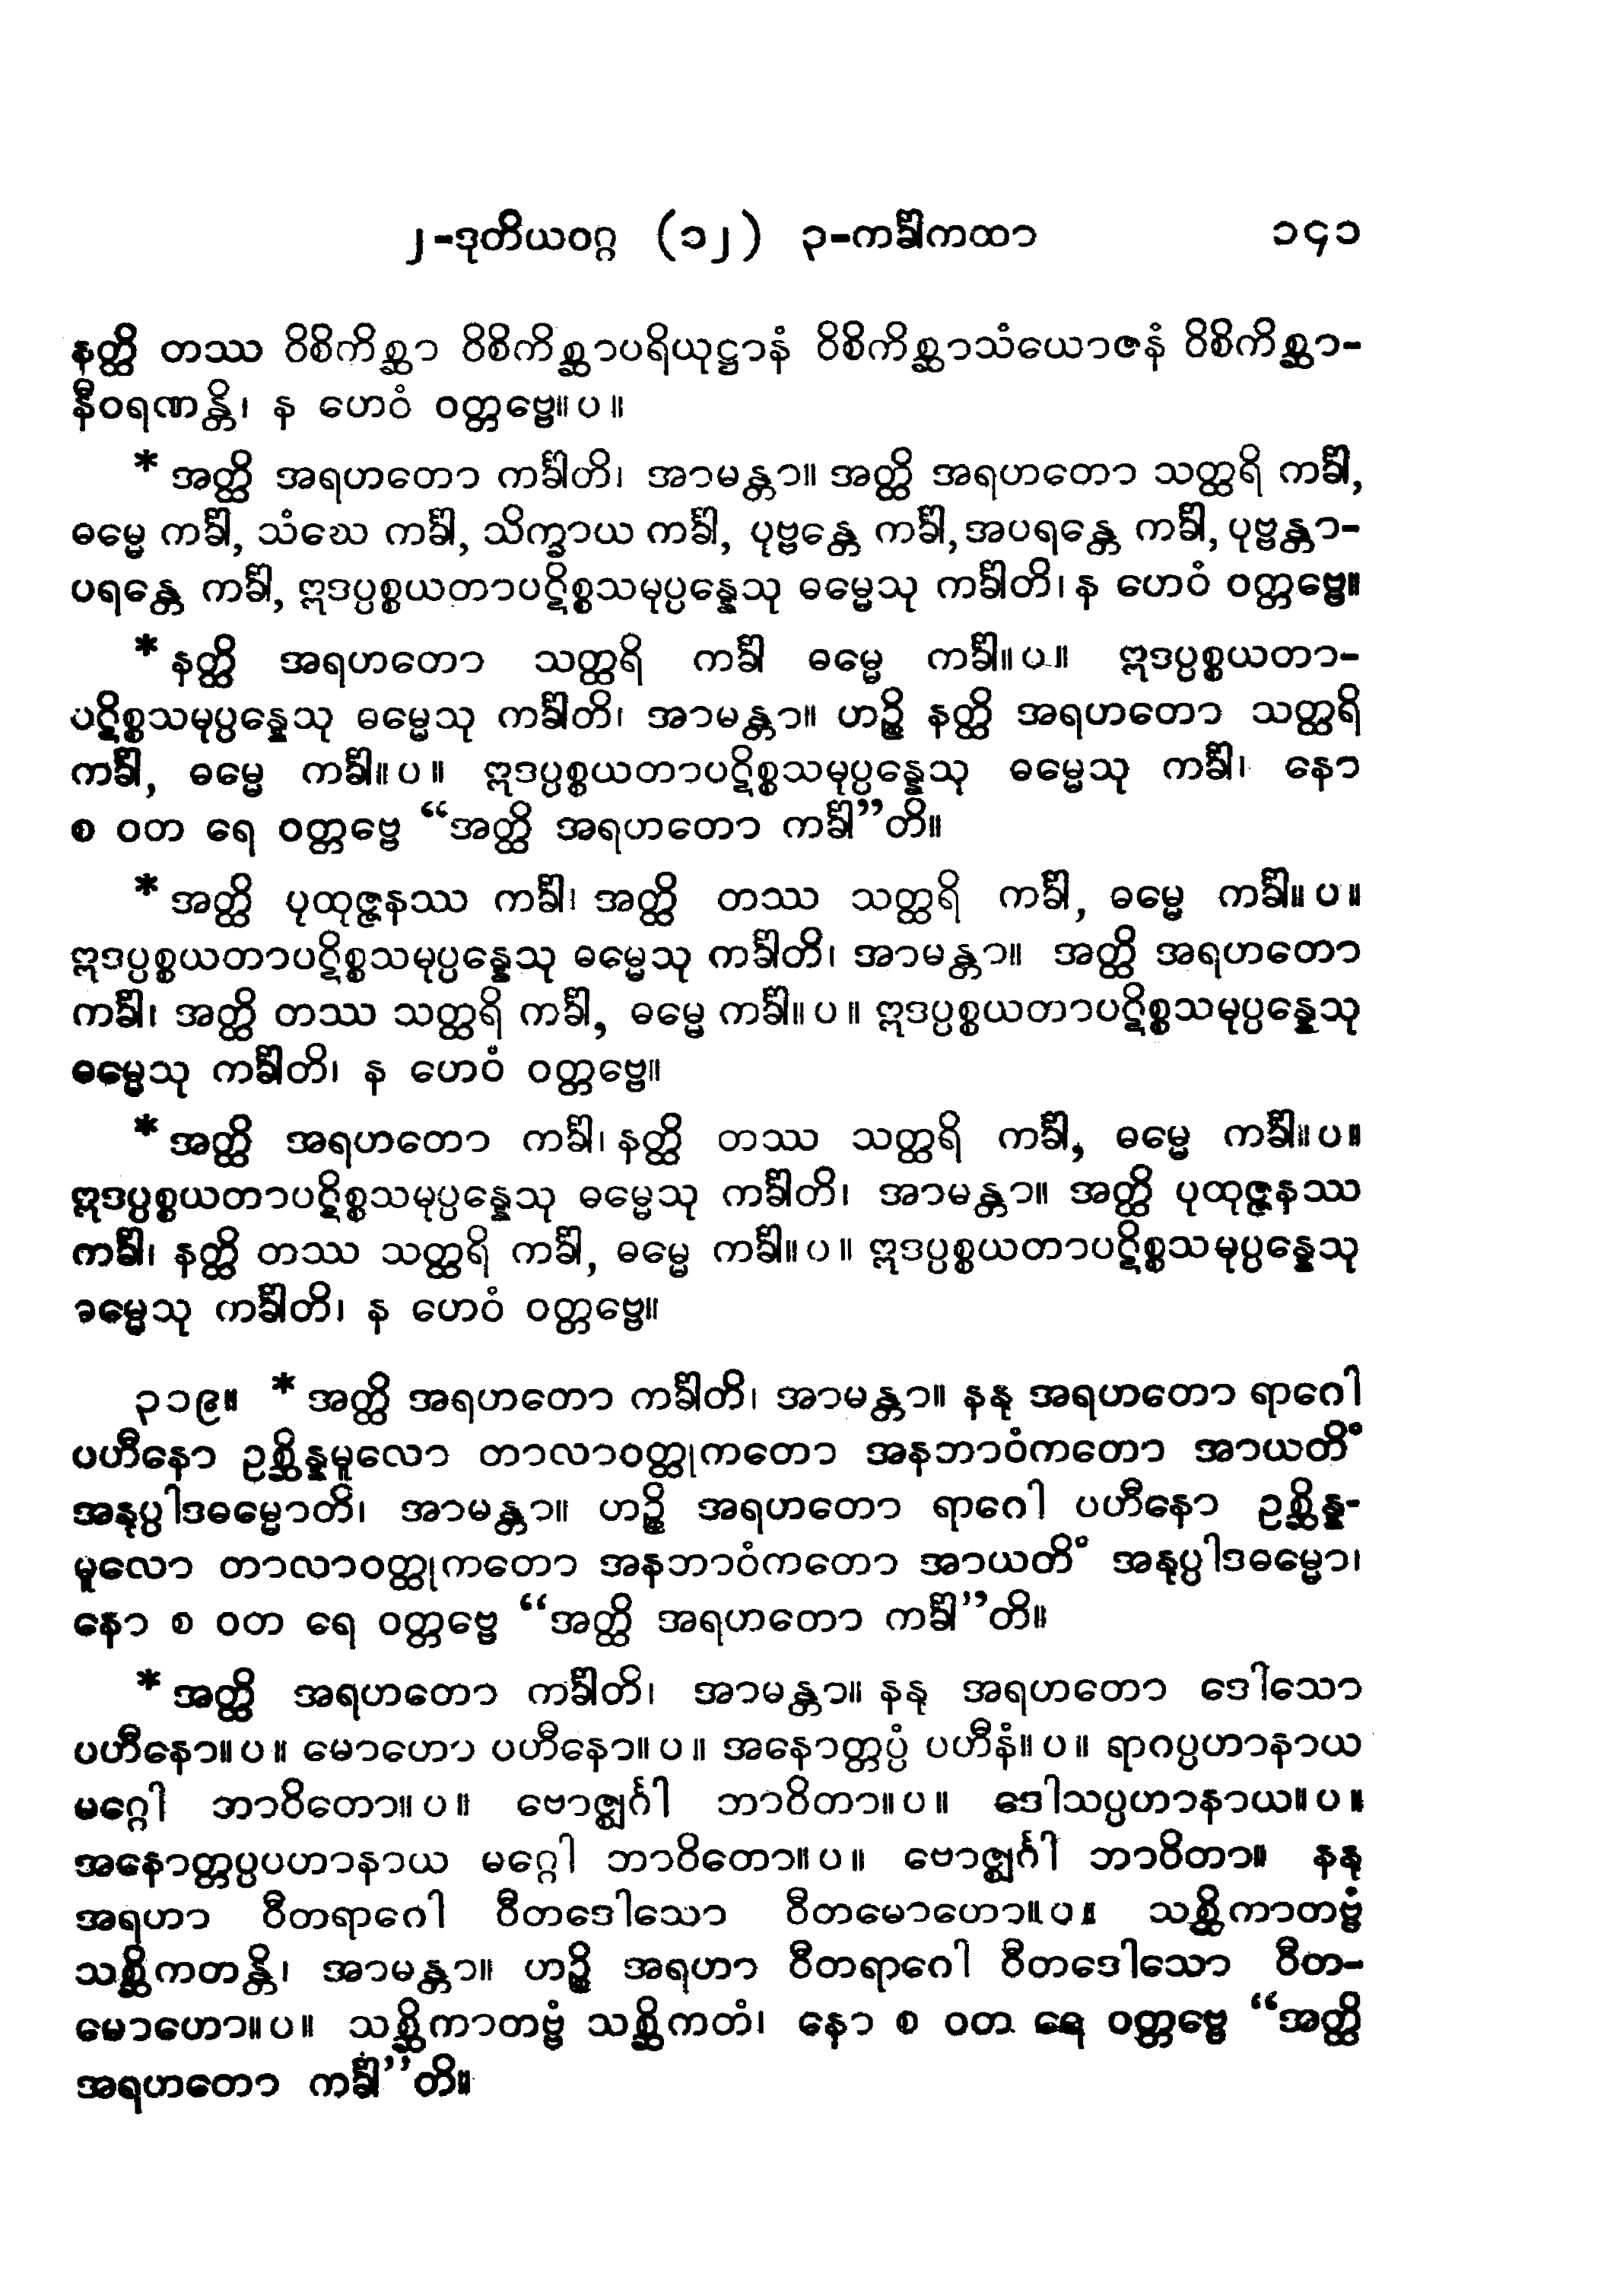 ၂-ဒုတိယဝဂ္ဂ (၁၂) ၃-ကင်္ခါကထာ ၁၄၁
နတ္ထိ တဿ ဝိစိကိစ္ဆာ ဝိစိကိစ္ဆာပရိယုဋ္ဌာနံ ဝိစိကိစ္ဆာသံယောဇနံ ဝိစိကိစ္ဆာ-
နီဝရဏန္တိ၊ န ဟေဝံ ဝတ္တဗ္ဗေ။ပ။
* အတ္ထိ အရဟတော ကင်္ခါတိ၊ အာမန္တာ။ အတ္ထိ အရဟတော သတ္ထရိ ကင်္ခါ,
ဓမ္မေ ကင်္ခါ, သံဃေ ကင်္ခါ, သိက္ခာယ ကင်္ခါ, ပုဗ္ဗန္တေ ကင်္ခါ, အပရန္တေ ကင်္ခါ, ပုဗ္ဗန္တာ-
ပရန္တေ ကင်္ခါ, ဣဒပ္ပစ္စယတာပဋိစ္စသမုပ္ပန္နေသု ဓမ္မေသု ကင်္ခါတိ၊ န ဟေဝံ ဝတ္တဗ္ဗေ။
* နတ္ထိ အရဟတော သတ္ထရိ ကင်္ခါ ဓမ္မေ ကင်္ခါ။ပ။ ဣဒပ္ပစ္စယတာ-
ပဋိစ္စသမုပ္ပန္နေသု ဓမ္မေသု ကင်္ခါတိ၊ အာမန္တာ။ ဟဉ္စိ နတ္ထိ အရဟတော သတ္ထရိ
ကင်္ခါ, ဓမ္မေ ကင်္ခါ။ပ။ ဣဒပ္ပစ္စယတာပဋိစ္စသမုပ္ပန္နေသု ဓမ္မေသု ကင်္ခါ၊ နော
စ ဝတ ရေ ဝတ္တဗ္ဗေ “အတ္ထိ အရဟတော ကင်္ခါ”တိ။
* အတ္ထိ ပုထုဇ္ဇနဿ ကင်္ခါ၊ အတ္ထိ တဿ သတ္ထရိ ကင်္ခါ, ဓမ္မေ ကင်္ခါ။ပ။
ဣဒပ္ပစ္စယတာပဋိစ္စသမုပ္ပန္နေသု ဓမ္မေသု ကင်္ခါတိ၊ အာမန္တာ။ အတ္ထိ အရဟတော
ကင်္ခါ၊ အတ္ထိ တဿ သတ္ထရိ ကင်္ခါ, ဓမ္မေ ကင်္ခါ။ပ။ ဣဒပ္ပစ္စယတာပဋိစ္စသမုပ္ပန္နေသု
ဓမ္မေသု ကင်္ခါတိ၊ န ဟေဝံ ဝတ္တဗ္ဗေ။
* အတ္ထိ အရဟတော ကင်္ခါ၊ နတ္ထိ တဿ သတ္ထရိ ကင်္ခါ, ဓမ္မေ ကင်္ခါ။ပ။
ဣဒပ္ပစ္စယတာပဋိစ္စသမုပ္ပန္နေသု ဓမ္မေသု ကင်္ခါတိ၊ အာမန္တာ။ အတ္ထိ ပုထုဇ္ဇနဿ
ကင်္ခါ၊ နတ္ထိ တဿ သတ္ထရိ ကင်္ခါ, ဓမ္မေ ကင်္ခါ။ပ။ ဣဒပ္ပစ္စယတာပဋိစ္စသမုပ္ပန္နေသု
ဓမ္မေသု ကင်္ခါတိ၊ န ဟေဝံ ဝတ္တဗ္ဗေ။
၃၁၉။ * အတ္ထိ အရဟတော ကင်္ခါတိ၊ အာမန္တာ။ နနု အရဟတော ရာဂေါ
ပဟီနော ဥစ္ဆိန္နမူလော တာလာဝတ္ထုကတော အနဘာဝံကတော အာယတိံ
အနုပ္ပါဒဓမ္မောတိ၊ အာမန္တာ။ ဟဉ္စိ အရဟတော ရာဂေါ ပဟီနော ဥစ္ဆိန္န-
မူလော တာလာဝတ္ထုကတော အနဘာဝံကတော အာယတိံ အနုပ္ပါဒဓမ္မော၊
နော စ ဝတ ရေ ဝတ္တဗ္ဗေ “အတ္ထိ အရဟတော ကင်္ခါ”တိ။
* အတ္ထိ အရဟတော ကင်္ခါတိ၊ အာမန္တာ။ နနု အရဟတော ဒေါသော
ပဟီနော။ပ။ မောဟော ပဟီနော။ပ။ အနောတ္တပ္ပံ ပဟီနံ။ပ။ ရာဂပ္ပဟာနာယ
မဂ္ဂေါ ဘာဝိတော။ပ။ ဗောဇ္ဈင်္ဂါ ဘာဝိတာ။ပ။ ဒေါသပ္ပဟာနာယ။ပ။
အနောတ္တပ္ပပဟာနာယ မဂ္ဂေါ ဘာဝိတော။ပ။ ဗောဇ္ဈင်္ဂါ ဘာဝိတာ။ နနု
အရဟာ ဝီတရာဂေါ ဝီတဒေါသော ဝီတမောဟော။ပ။ သစ္ဆိကာတဗ္ဗံ
သစ္ဆိကတန္တိ၊ အာမန္တာ။ ဟဉ္စိ အရဟာ ဝီတရာဂေါ ဝီတဒေါသော ဝီတ-
မောဟော။ပ။ သစ္ဆိကာတဗ္ဗံ သစ္ဆိကတံ၊ နော စ ဝတ ရေ ဝတ္တဗ္ဗေ “အတ္ထိ
အရဟတော ကင်္ခါ”တိ။